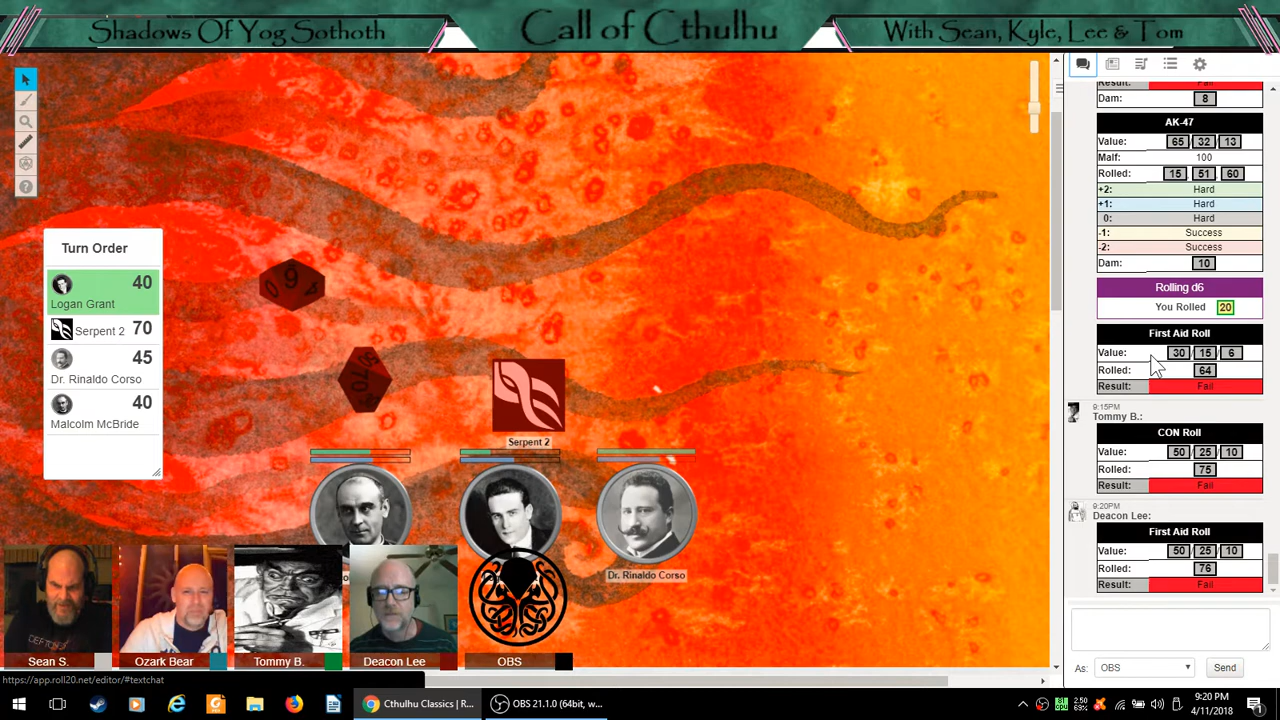 Shadows Of Yog Sothoth
Call of Cthulhu
With Sean, Kyle, Lee & Tom
Turn Order
40
Logan Grant
Serpent 2 70
45
Dr. Rinaldo Corso
40
Malcolm McBride
Serpent 2
Dr. Rinaldo Corso
DEFTONES
Sean S.
Ozark Bear
Tommy B.
Deacon Lee
OBS
Result: Fail
Dam: 8
AK-47
Value: 65 / 32 / 13
Malf: 100
Rolled: 15 51 60
+2: Hard
+1: Hard
0: Hard
-1: Success
-2: Success
Dam: 10
Rolling d6
You Rolled 20
First Aid Roll
Value: 30 / 15 / 6
Rolled: 64
Result: Fail
9:15PM
Tommy B.:
CON Roll
Value: 50 / 25 / 10
Rolled: 75
Result: Fail
9:20PM
Deacon Lee:
First Aid Roll
Value: 50 / 25 / 10
Rolled: 76
Result: Fail
As: OBS Send
https://app.roll20.net/editor/#textchat
Cthulhu Classics | R...
OBS 21.1.0 (64bit, w...
9:20 PM
4/11/2018